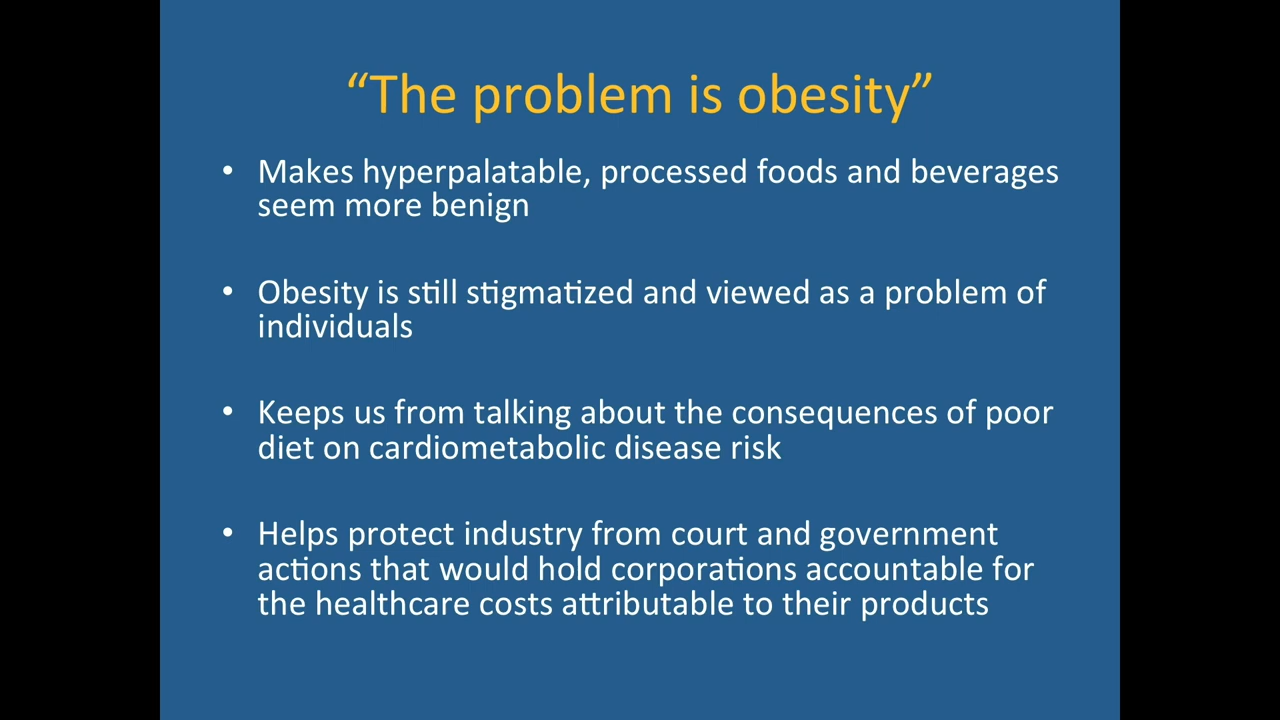 “The problem is obesity”
• Makes hyperpalatable, processed foods and beverages
seem more benign
• Obesity is still stigmatized and viewed as a problem of
individuals
• Keeps us from talking about the consequences of poor
diet on cardiometabolic disease risk
• Helps protect industry from court and government
actions that would hold corporations accountable for
the healthcare costs attributable to their products